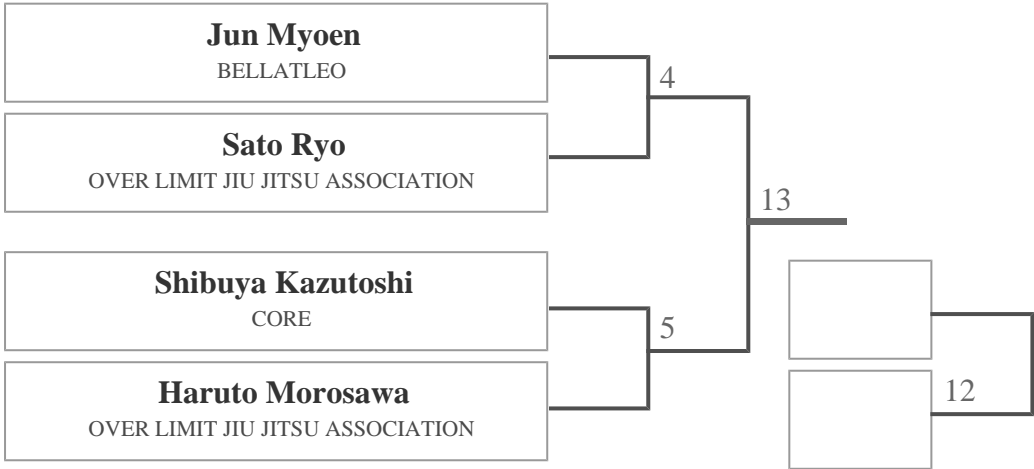 Jun Myoen
BELLATLEO
4
Sato Ryo
OVER LIMIT JIU JITSU ASSOCIATION
13
Shibuya Kazutoshi
CORE
5
Haruto Morosawa
OVER LIMIT JIU JITSU ASSOCIATION
12